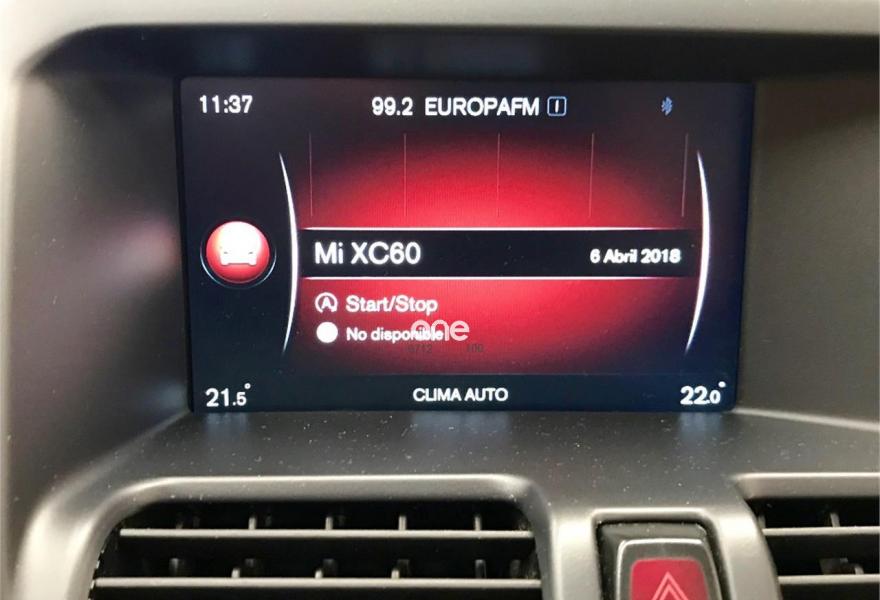 11:37 99.2 EUROPAFM
Mi XC60 6 Abril 2018
Start/Stop
No disponible
one
100
21.5° CLIMA AUTO 22.0°